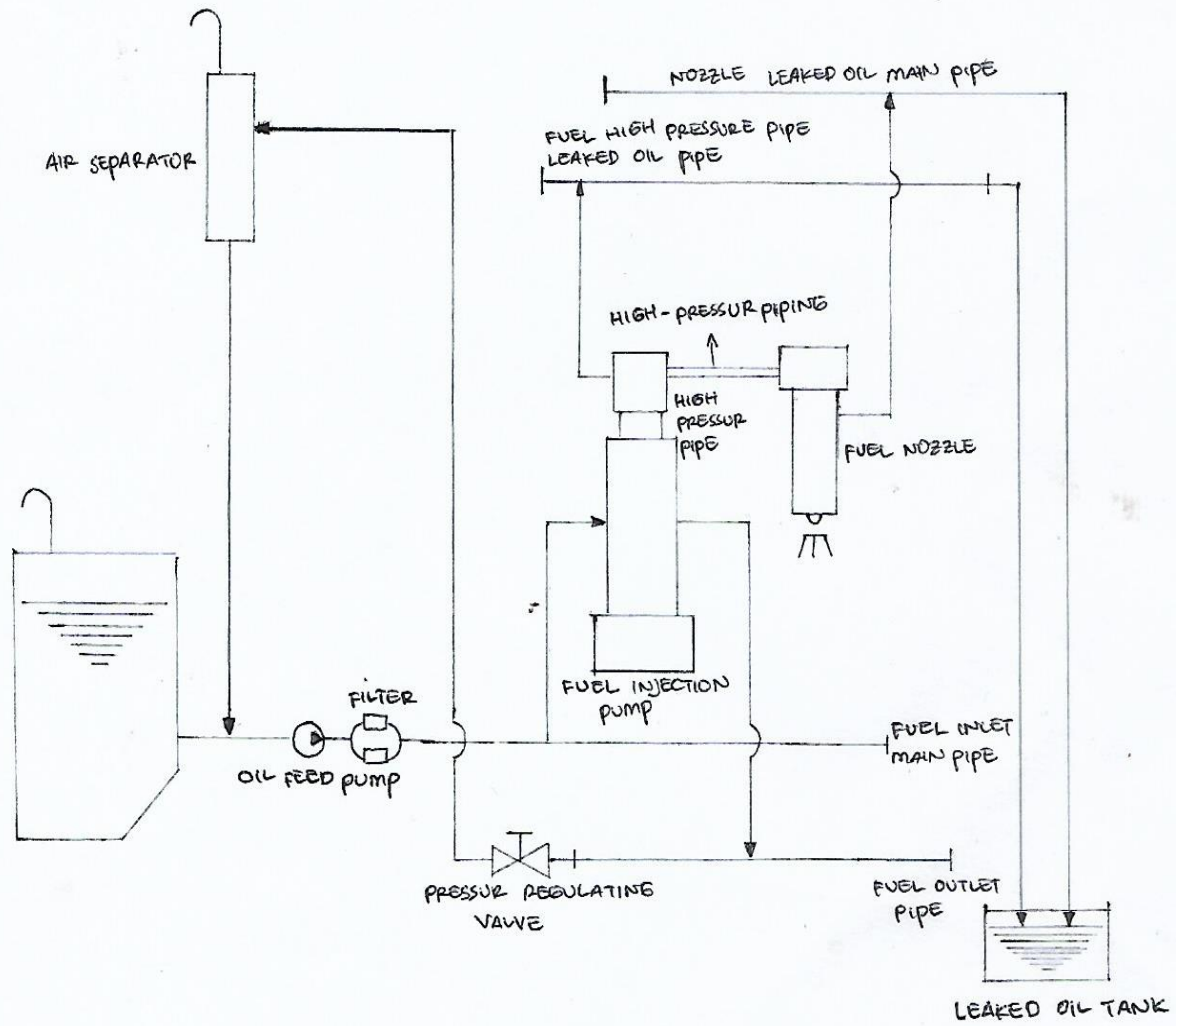 NOZZLE LEAKED OIL MAIN PIPE
FUEL HIGH PRESSURE PIPE
LEAKED OIL PIPE
AIR SEPARATOR
HIGH-PRESSUR PIPING
HIGH
PRESSUR
PIPE
FUEL NOZZLE
FUEL INJECTION
PUMP
FILTER
OIL FEED PUMP
FUEL INLET
MAIN PIPE
PRESSUR REGULATING
VALVE
FUEL OUTLET
PIPE
LEAKED OIL TANK